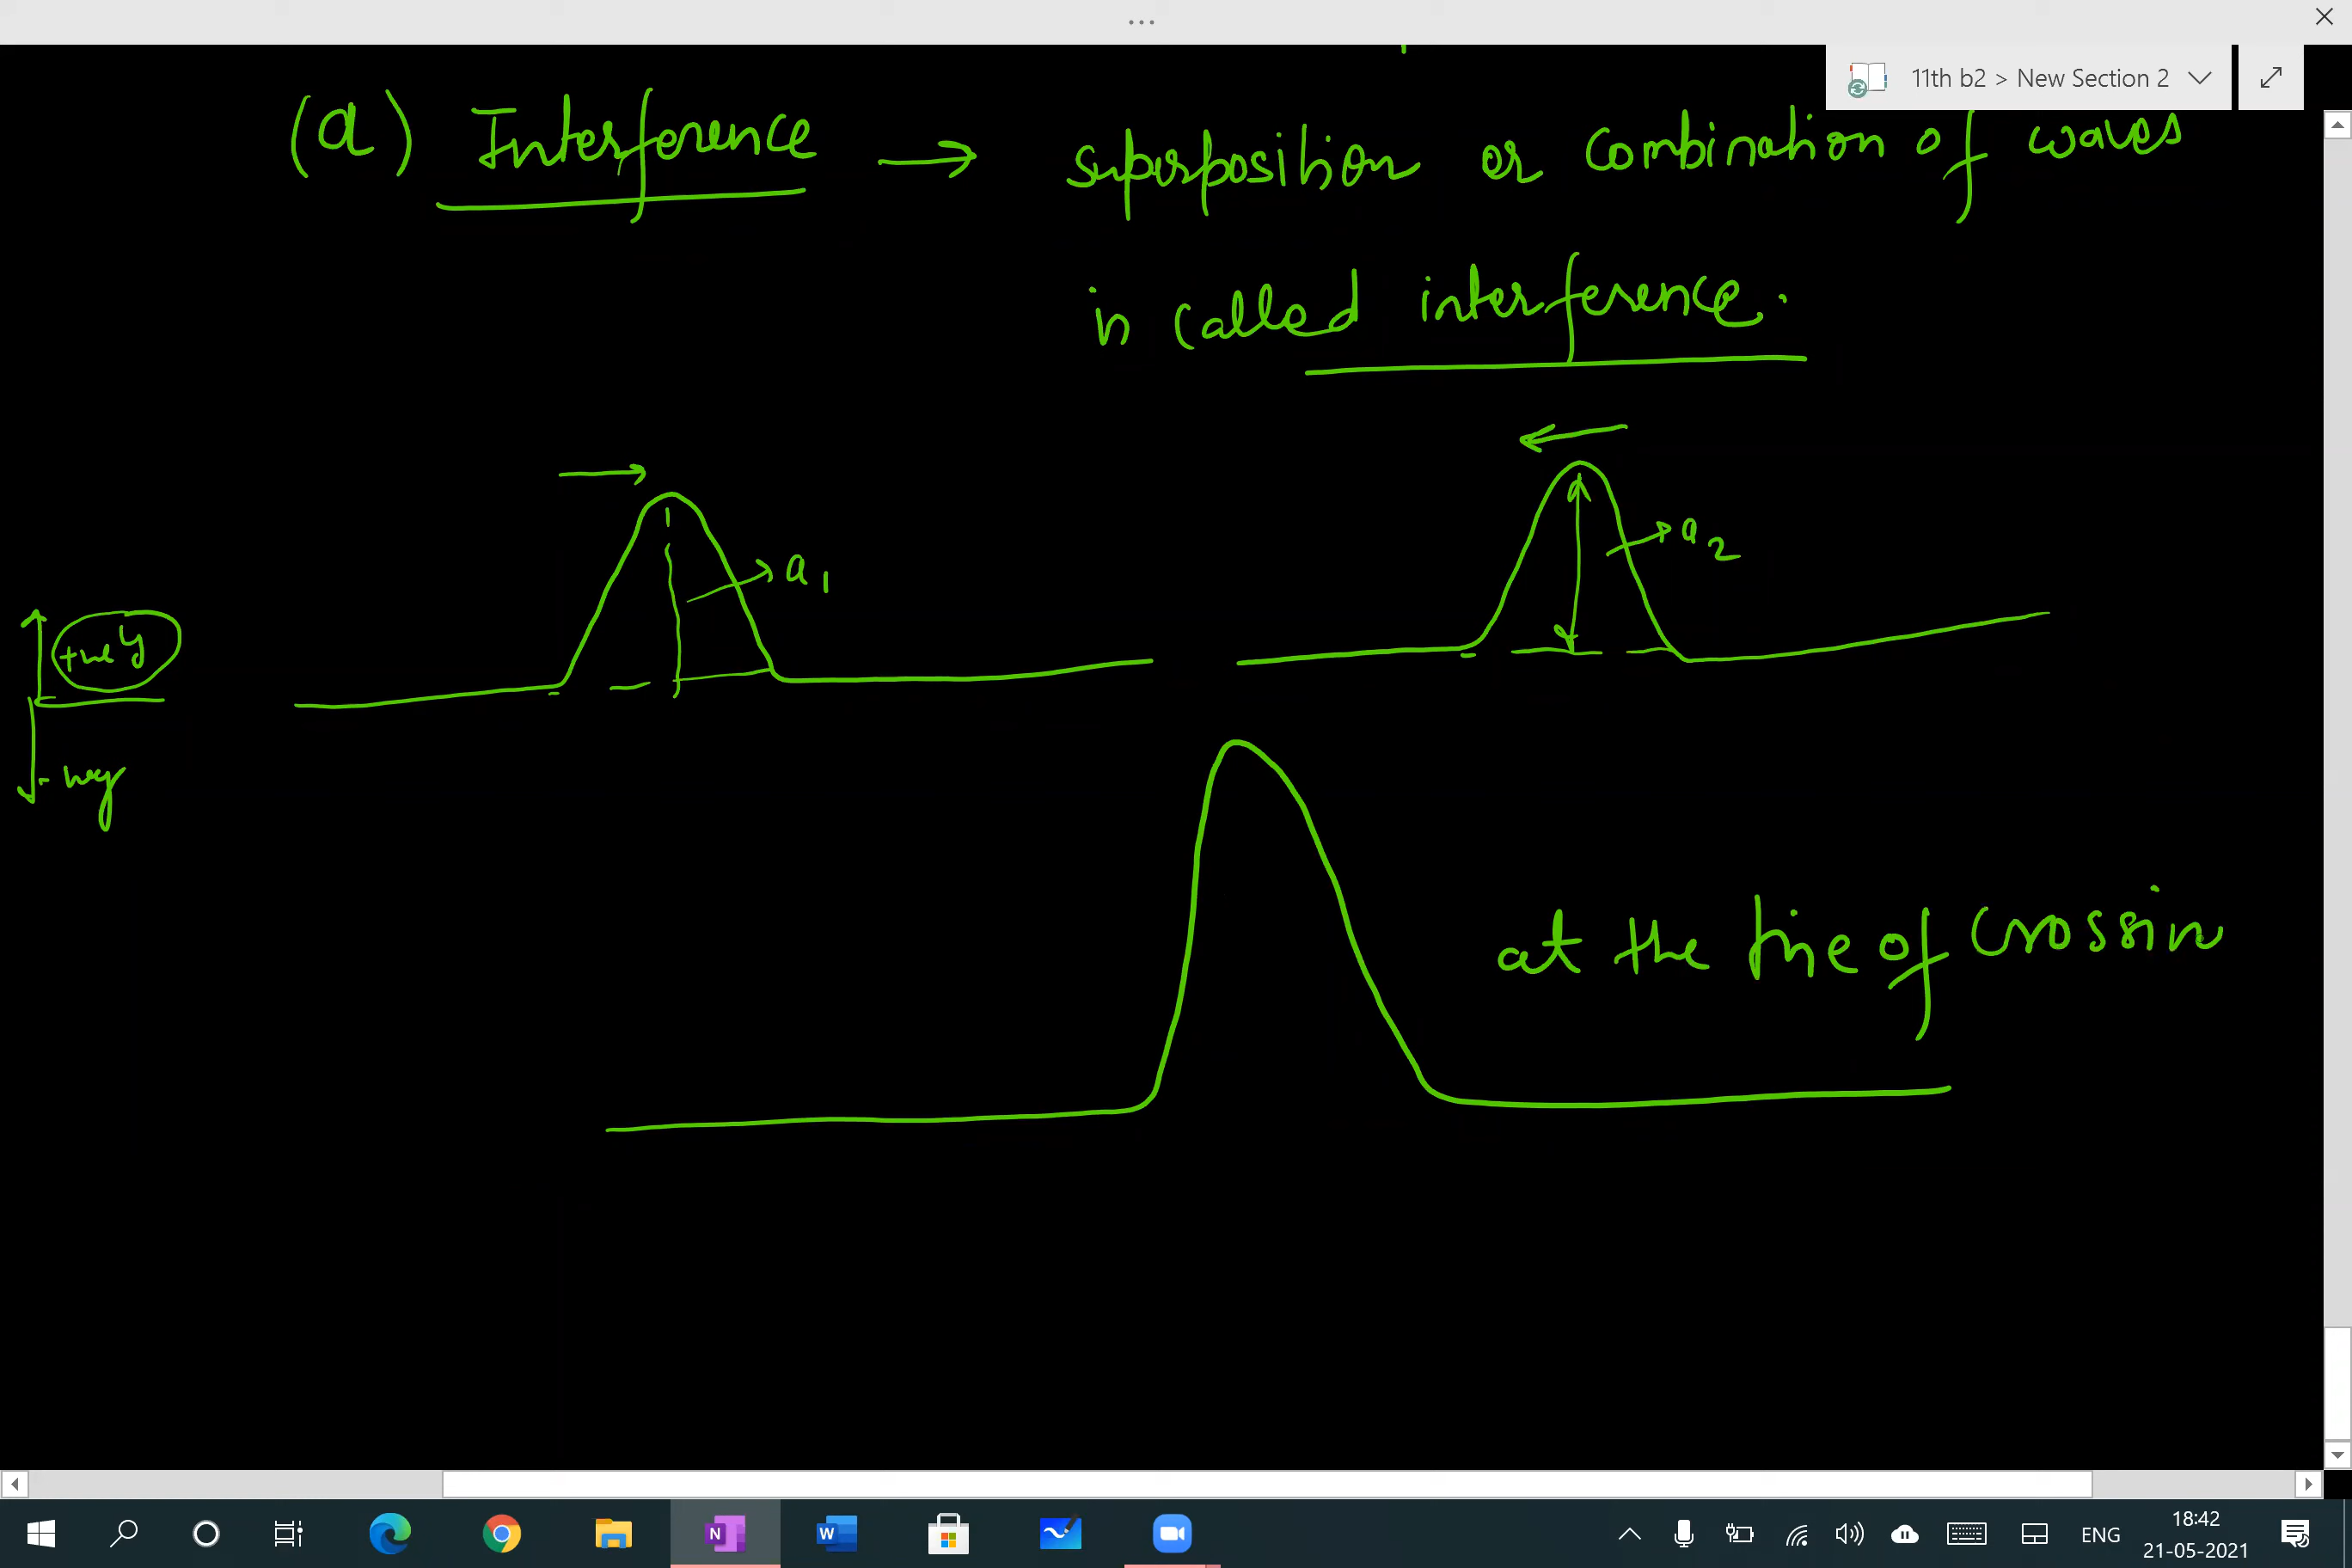 11th b2 > New Section 2
(a) Interference → superposition or combination of waves
is called interference.
a1
a2
+ve y
-ve y
at the time of crossin
ENG
18:42
21-05-2021